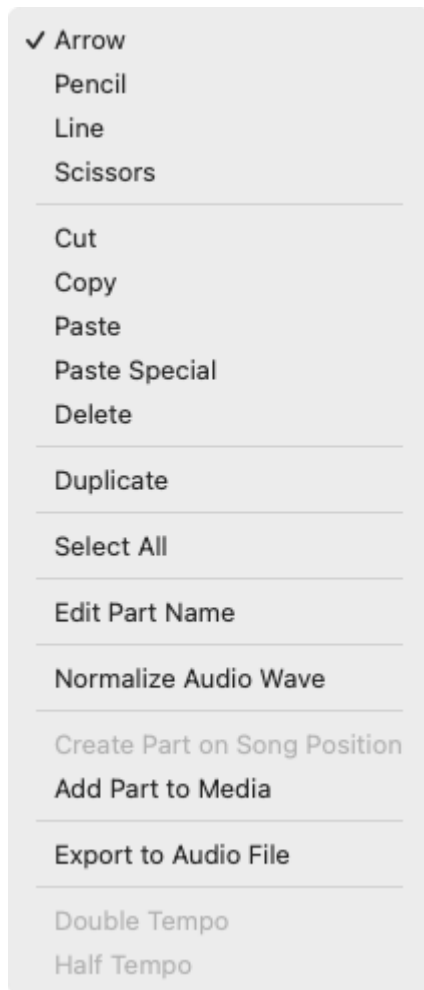 Arrow
Pencil
Line
Scissors
Cut
Copy
Paste
Paste Special
Delete
Duplicate
Select All
Edit Part Name
Normalize Audio Wave
Create Part on Song Position
Add Part to Media
Export to Audio File
Double Tempo
Half Tempo